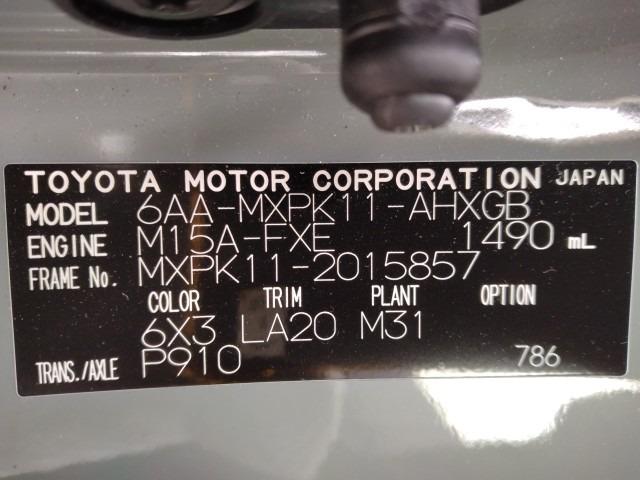 TOYOTA MOTOR CORPORATION JAPAN
MODEL 6AA-MXPK11-AHXGB
ENGINE M15A-FXE 1490 mL
FRAME No. MXPK11-2015857
COLOR TRIM PLANT OPTION
6X3 LA20 M31
TRANS./AXLE P910 786